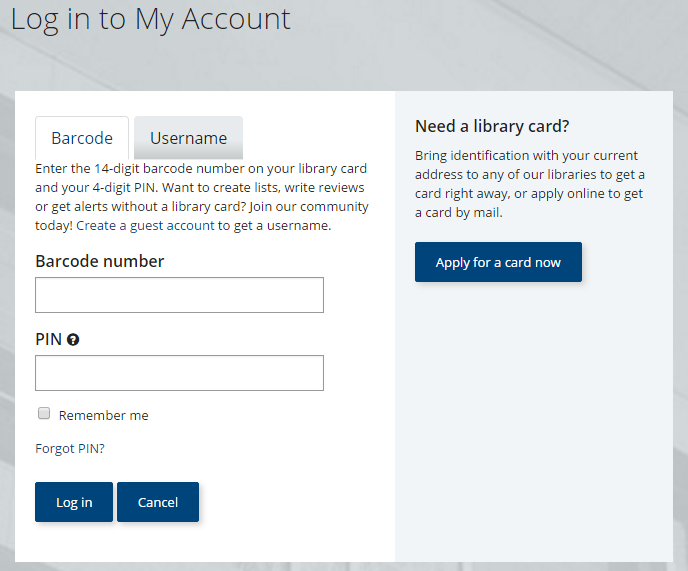 Log in to My Account
Barcode
Username
Enter the 14-digit barcode number on your library card
and your 4-digit PIN. Want to create lists, write reviews
or get alerts without a library card? Join our community
today! Create a guest account to get a username.
Barcode number
PIN ?
Remember me
Forgot PIN?
Log in
Cancel
Need a library card?
Bring identification with your current
address to any of our libraries to get a
card right away, or apply online to get
a card by mail.
Apply for a card now